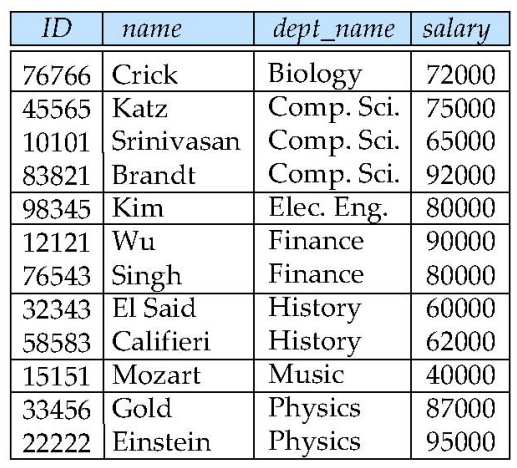 ID name dept_name salary
76766 Crick Biology 72000
45565 Katz Comp. Sci. 75000
10101 Srinivasan Comp. Sci. 65000
83821 Brandt Comp. Sci. 92000
98345 Kim Elec. Eng. 80000
12121 Wu Finance 90000
76543 Singh Finance 80000
32343 El Said History 60000
58583 Califieri History 62000
15151 Mozart Music 40000
33456 Gold Physics 87000
22222 Einstein Physics 95000